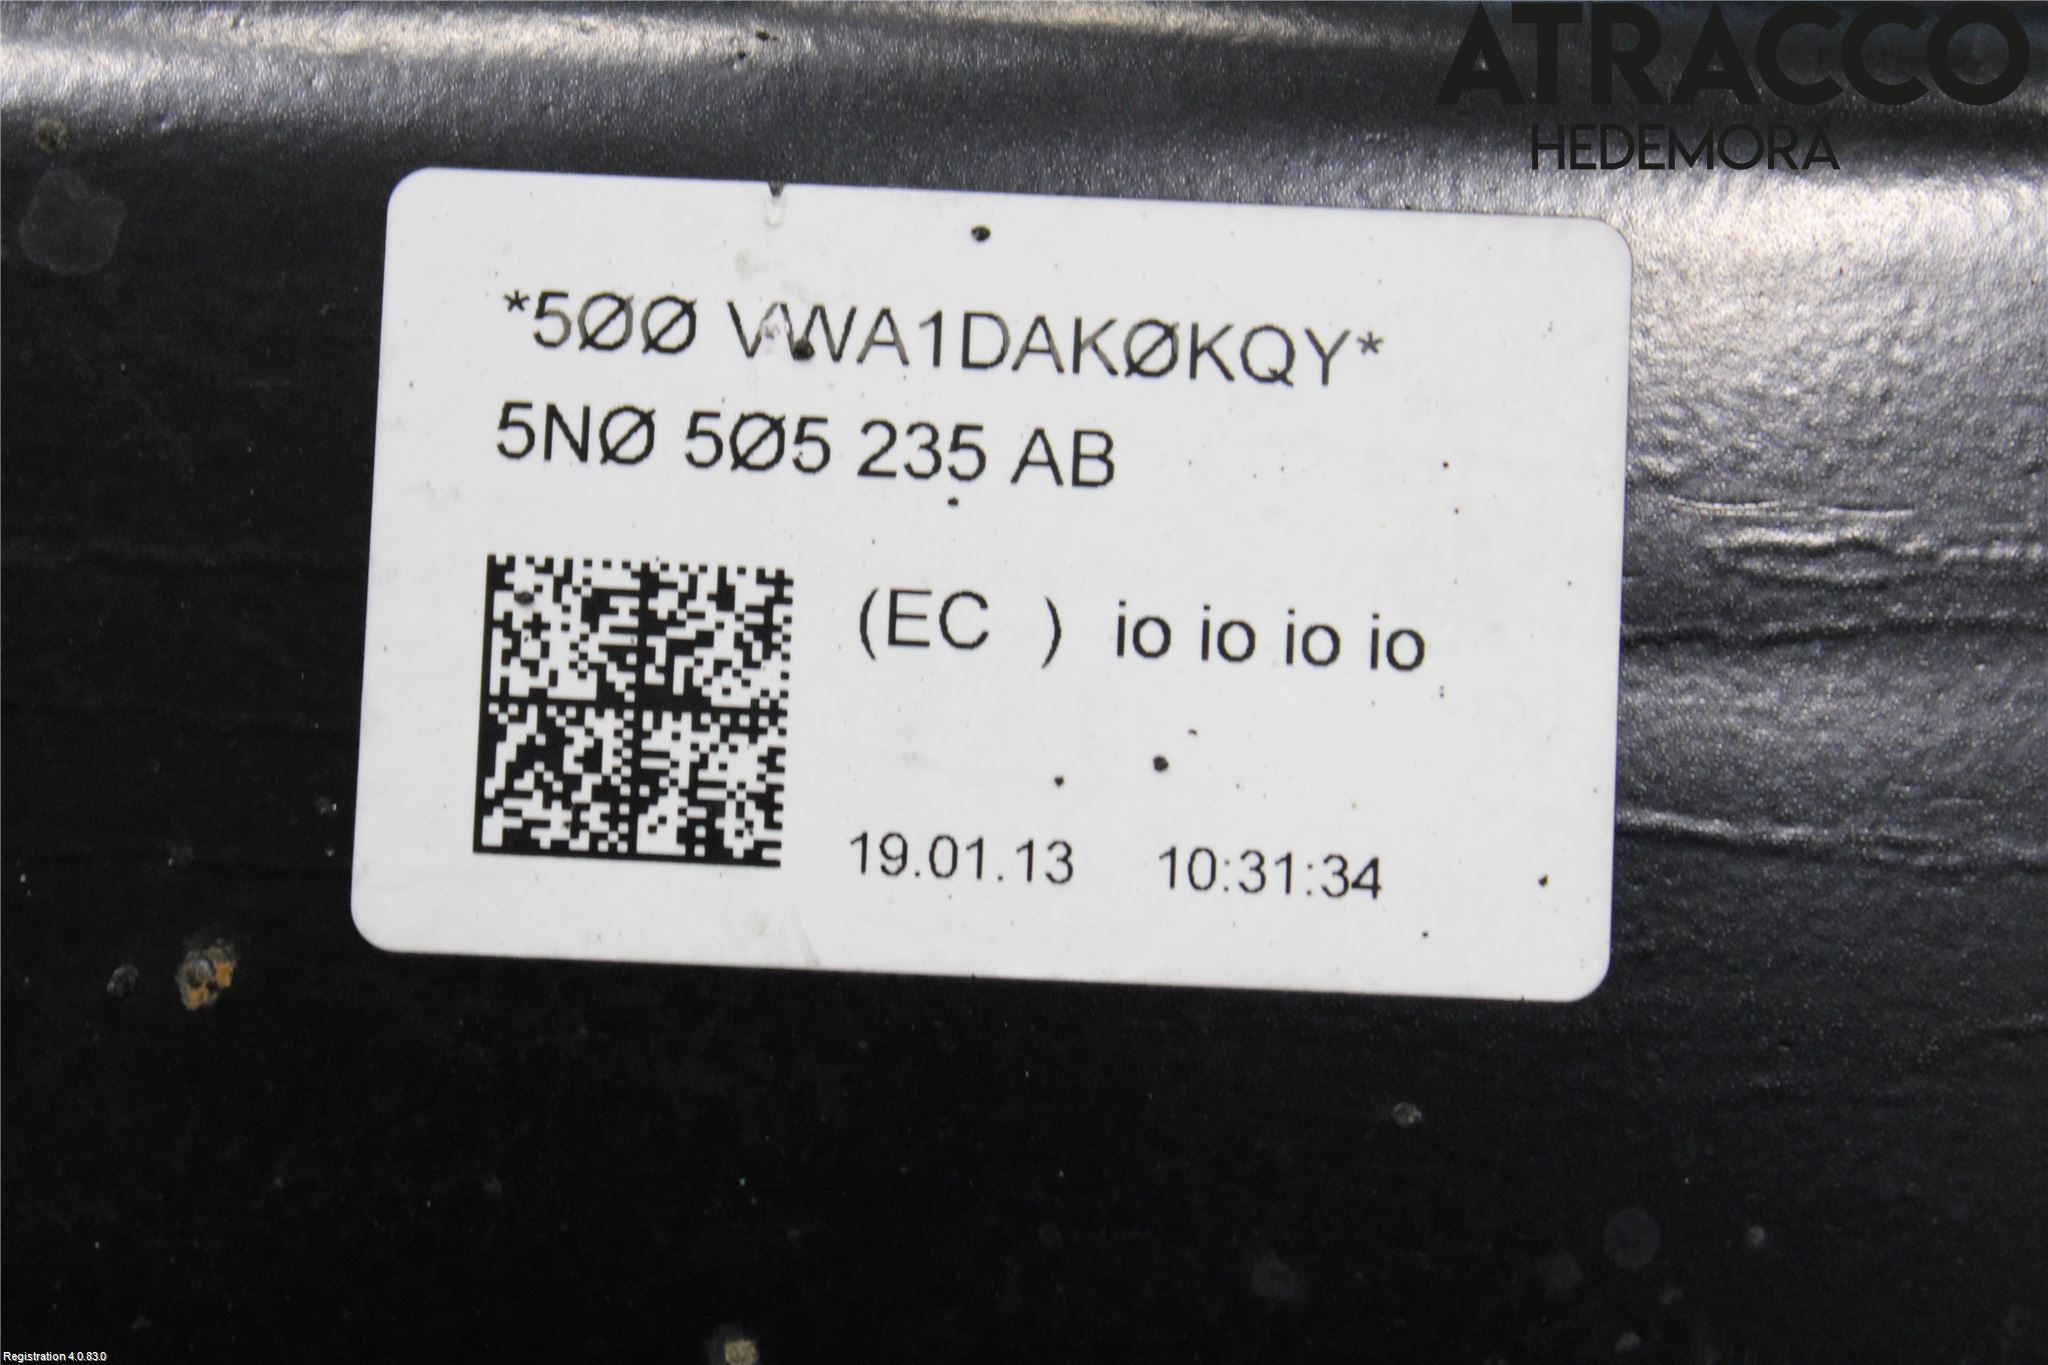 ATRACCO
HEDEMORA
*5ØØ VWA1DAKØKQY*
5NØ 5Ø5 235 AB
(EC ) io io io io
19.01.13 10:31:34
Registration 4.0.83.0